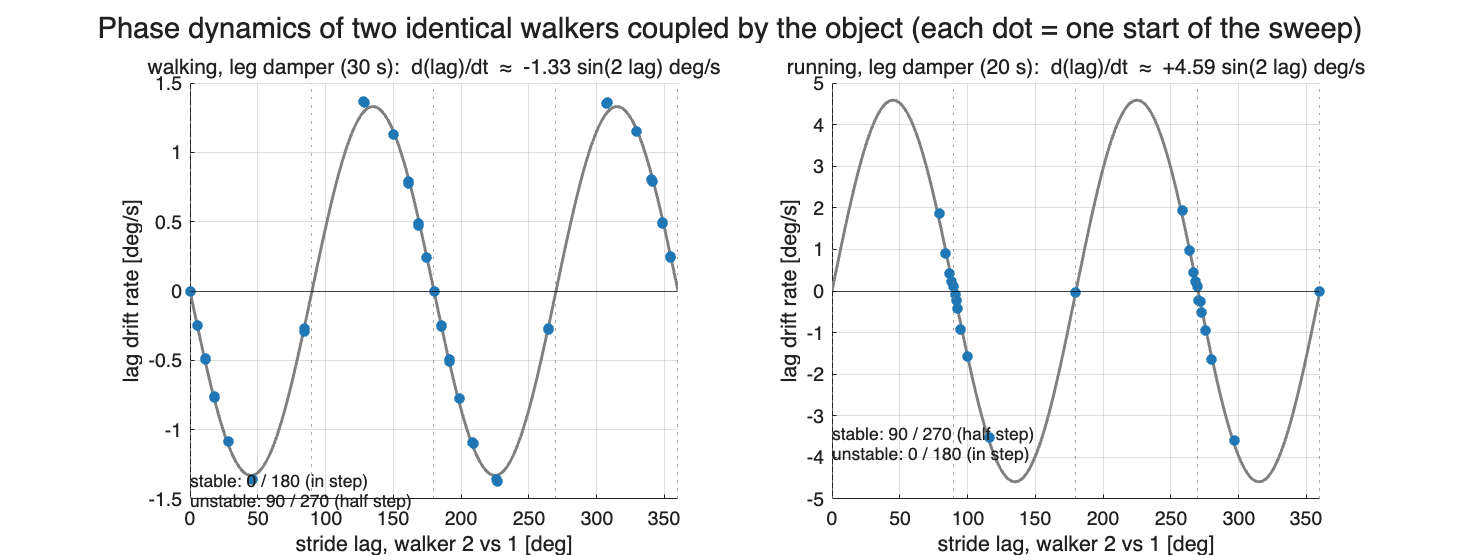 Phase dynamics of two identical walkers coupled by the object (each dot = one start of the sweep)
walking, leg damper (30 s):  d(lag)/dt  ≈  -1.33 sin(2 lag) deg/s
1.5
1
0.5
0
-0.5
-1
-1.5
lag drift rate [deg/s]
stable: 0 / 180 (in step)
unstable: 90 / 270 (half step)
0 50 100 150 200 250 300 350
stride lag, walker 2 vs 1 [deg]
running, leg damper (20 s):  d(lag)/dt  ≈  +4.59 sin(2 lag) deg/s
5
4
3
2
1
0
-1
-2
-3
-4
-5
lag drift rate [deg/s]
stable: 90 / 270 (half step)
unstable: 0 / 180 (in step)
0 50 100 150 200 250 300 350
stride lag, walker 2 vs 1 [deg]